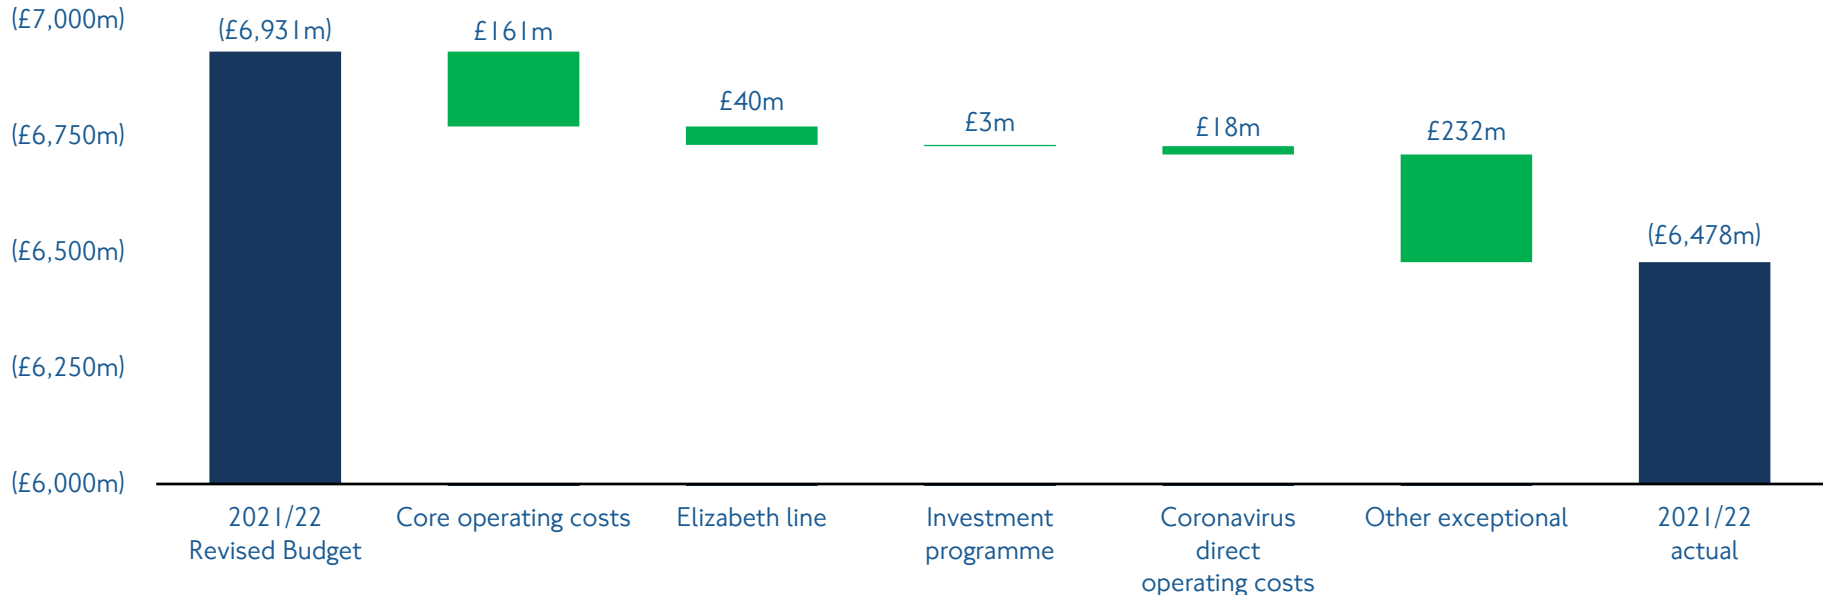 (£7,000m)
(£6,750m)
(£6,500m)
(£6,250m)
(£6,000m)
(£6,931m)
£161m
£40m
£3m
£18m
£232m
(£6,478m)
2021/22
Revised Budget
Core operating costs
Elizabeth line
Investment
programme
Coronavirus
direct
operating costs
Other exceptional
2021/22
actual